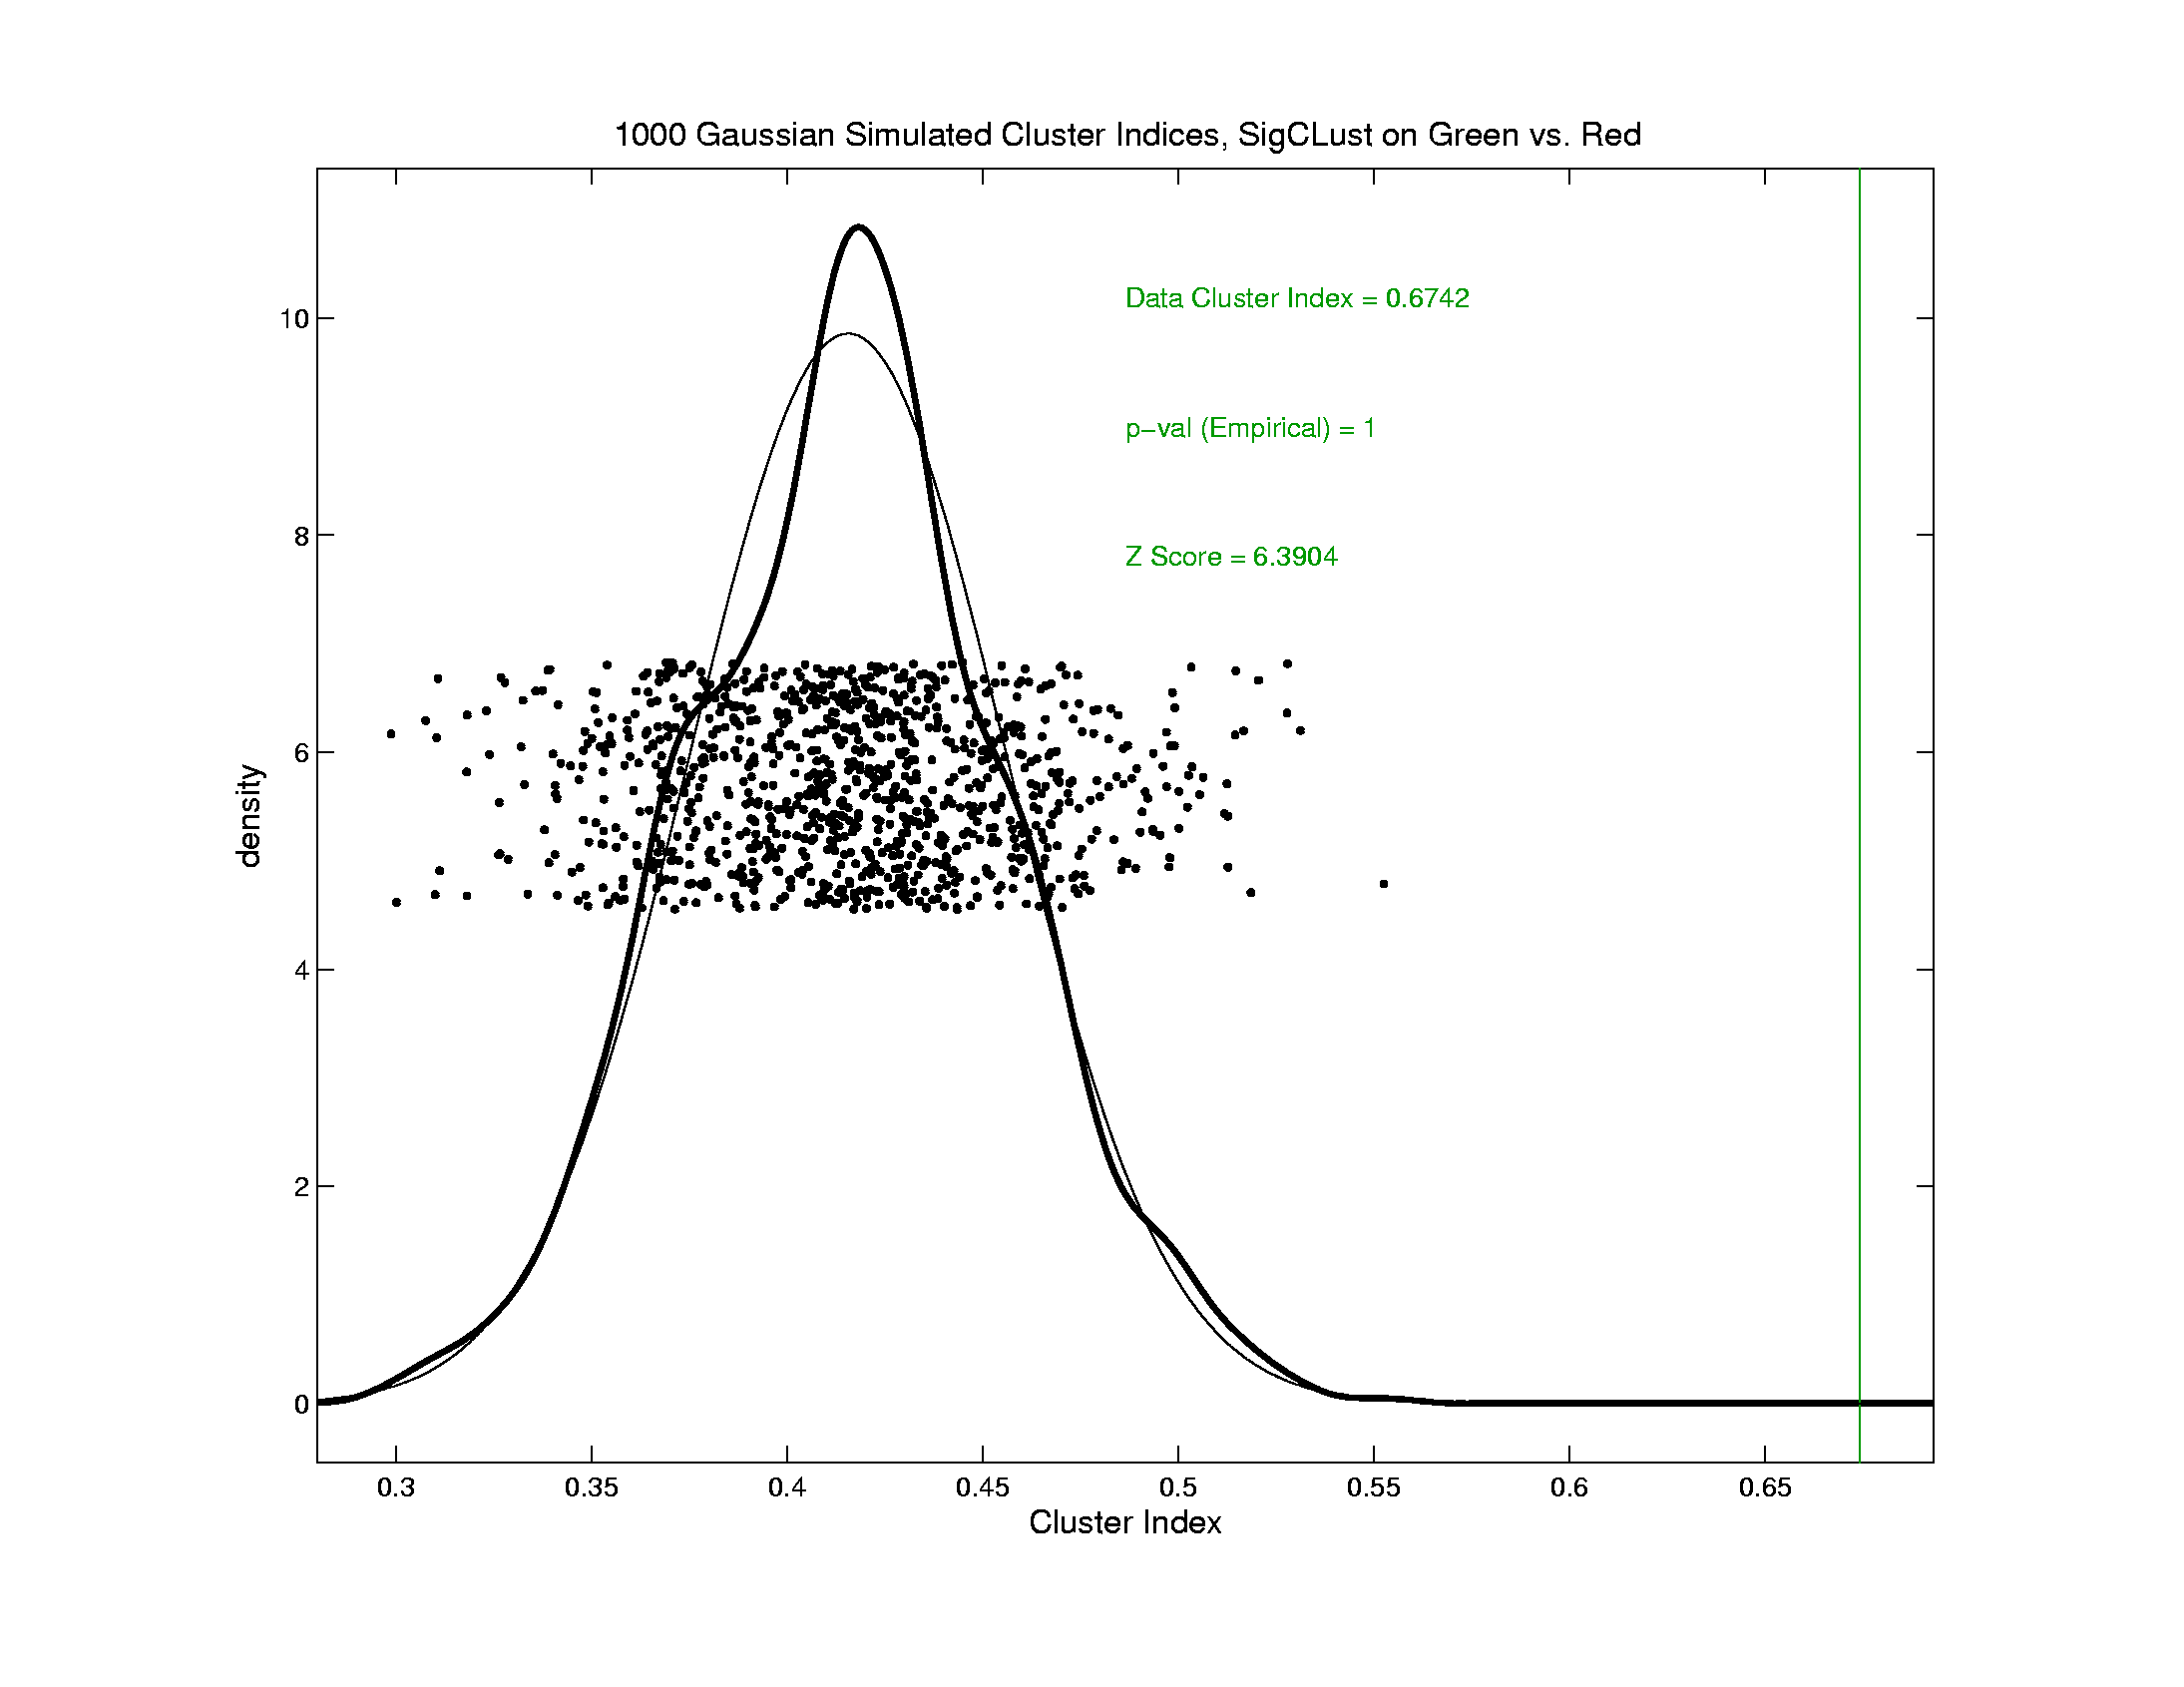 1000 Gaussian Simulated Cluster Indices, SigCLust on Green vs. Red
Data Cluster Index = 0.6742
p−val (Empirical) = 1
Z Score = 6.3904
density
10
8
6
4
2
0
0.3 0.35 0.4 0.45 0.5 0.55 0.6 0.65
Cluster Index